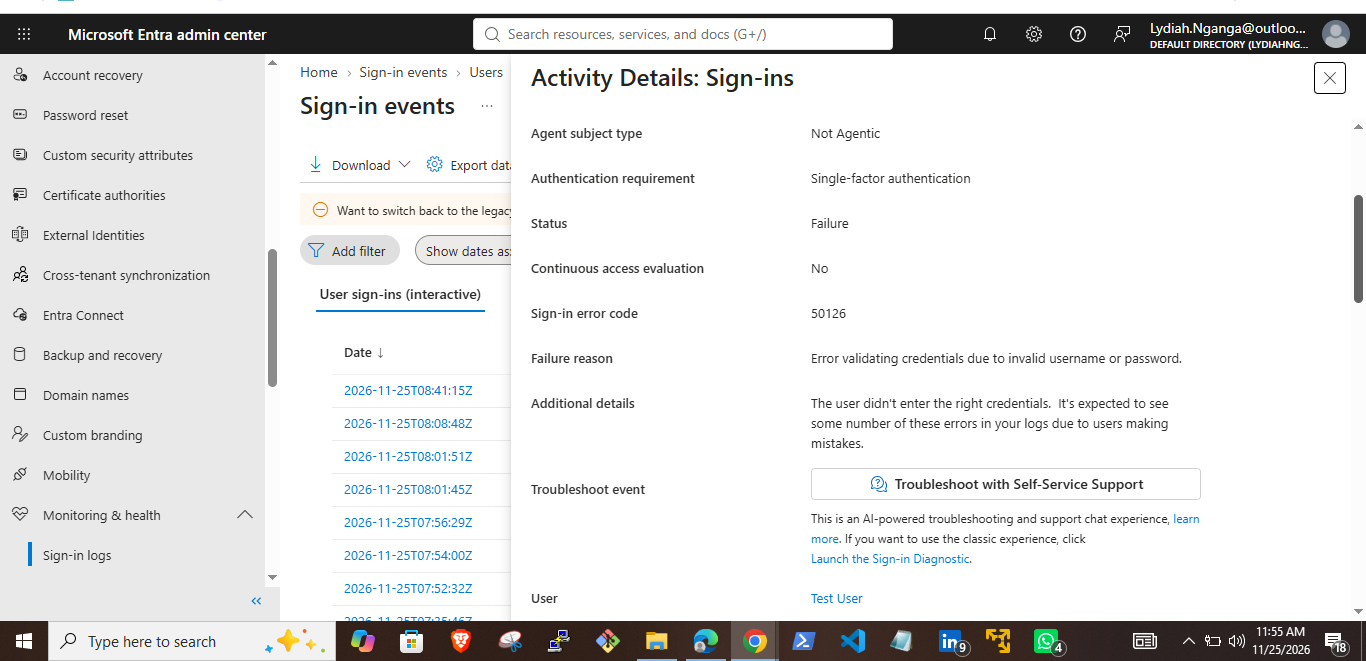 Microsoft Entra admin center
Search resources, services, and docs (G+/)
Lydiah.Nganga@outloo...
DEFAULT DIRECTORY (LYDIAHNG...
Account recovery
Password reset
Custom security attributes
Certificate authorities
External Identities
Cross-tenant synchronization
Entra Connect
Backup and recovery
Domain names
Custom branding
Mobility
Monitoring & health
Sign-in logs
«
Home › Sign-in events › Users
Sign-in events ...
Download Export data
Want to switch back to the legacy
Add filter Show dates as:
User sign-ins (interactive)
Date ↓
2026-11-25T08:41:15Z
2026-11-25T08:08:48Z
2026-11-25T08:01:51Z
2026-11-25T08:01:45Z
2026-11-25T07:56:29Z
2026-11-25T07:54:00Z
2026-11-25T07:52:32Z
Activity Details: Sign-ins
Agent subject type Not Agentic
Authentication requirement Single-factor authentication
Status Failure
Continuous access evaluation No
Sign-in error code 50126
Failure reason Error validating credentials due to invalid username or password.
Additional details The user didn't enter the right credentials. It's expected to see
some number of these errors in your logs due to users making
mistakes.
Troubleshoot event Troubleshoot with Self-Service Support
This is an AI-powered troubleshooting and support chat experience, learn
more. If you want to use the classic experience, click
Launch the Sign-in Diagnostic.
User Test User
Type here to search
9
4
11:55 AM
11/25/2026
18